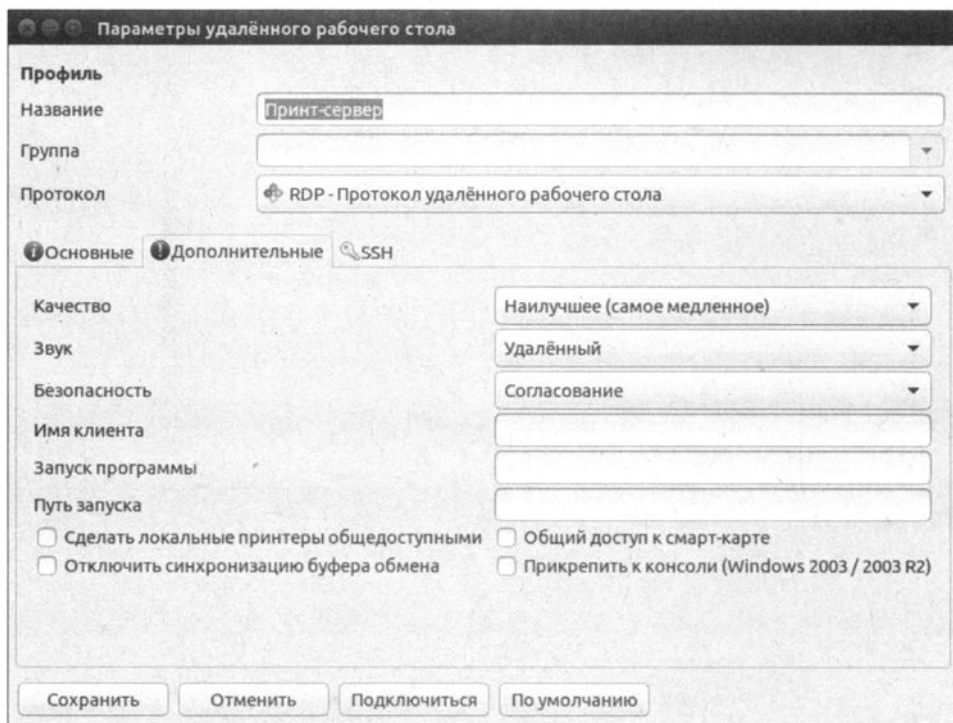 Параметры удалённого рабочего стола
Профиль
Название Принт-сервер
Группа
Протокол RDP - Протокол удалённого рабочего стола
Основные Дополнительные SSH
Качество Наилучшее (самое медленное)
Звук Удалённый
Безопасность Согласование
Имя клиента
Запуск программы
Путь запуска
Сделать локальные принтеры общедоступными Общий доступ к смарт-карте
Отключить синхронизацию буфера обмена Прикрепить к консоли (Windows 2003 / 2003 R2)
Сохранить Отменить Подключиться По умолчанию